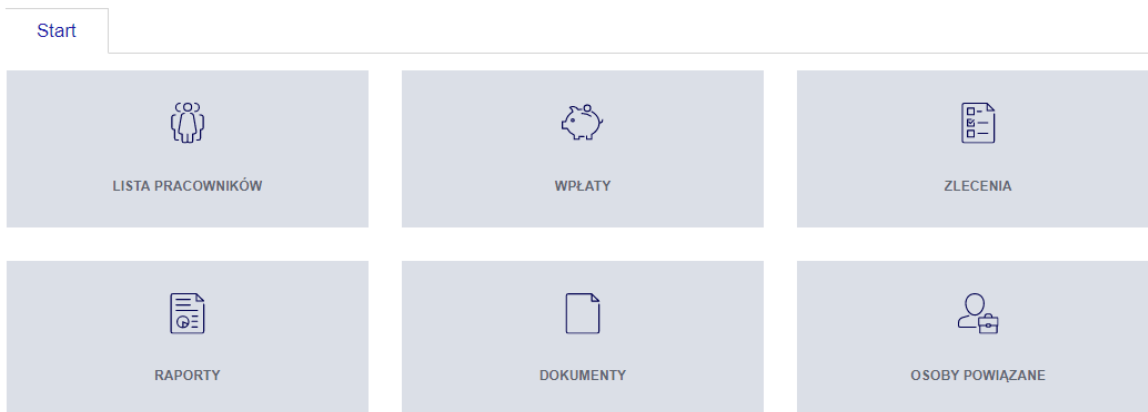 Start
LISTA PRACOWNIKÓW
WPŁATY
ZLECENIA
RAPORTY
DOKUMENTY
OSOBY POWIĄZANE